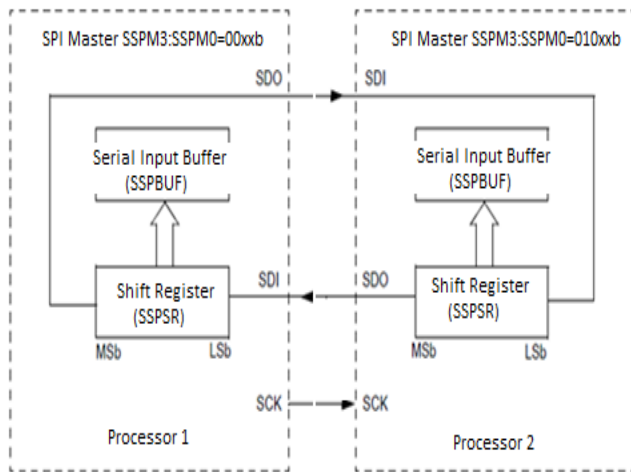 SPI Master SSPM3:SSPM0=00xxb
SPI Master SSPM3:SSPM0=010xxb
SDO
SDI
Serial Input Buffer
(SSPBUF)
Serial Input Buffer
(SSPBUF)
SDI
SDO
Shift Register
(SSPSR)
Shift Register
(SSPSR)
MSb
LSb
MSb
LSb
SCK
SCK
Processor 1
Processor 2